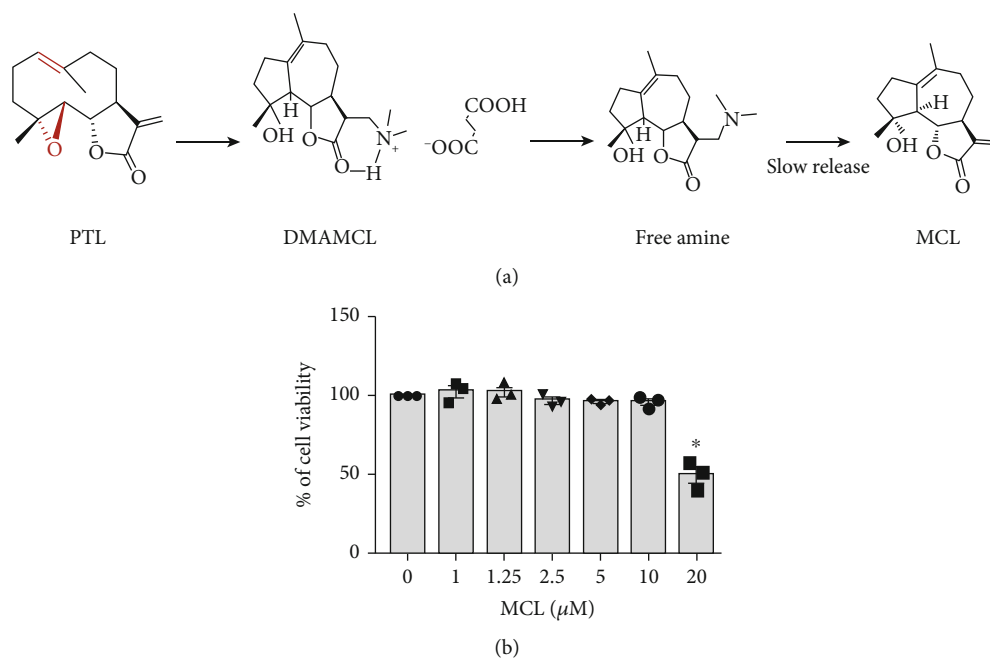 O
O
O
H
OH
O
O
H
N
+
COOH
⁻OOC
H
OH
O
O
N
Slow release
H
OH
O
O
PTL
DMAMCL
Free amine
MCL
(a)
150
100
50
0
% of cell viability
*
0 1 1.25 2.5 5 10 20
MCL (μM)
(b)